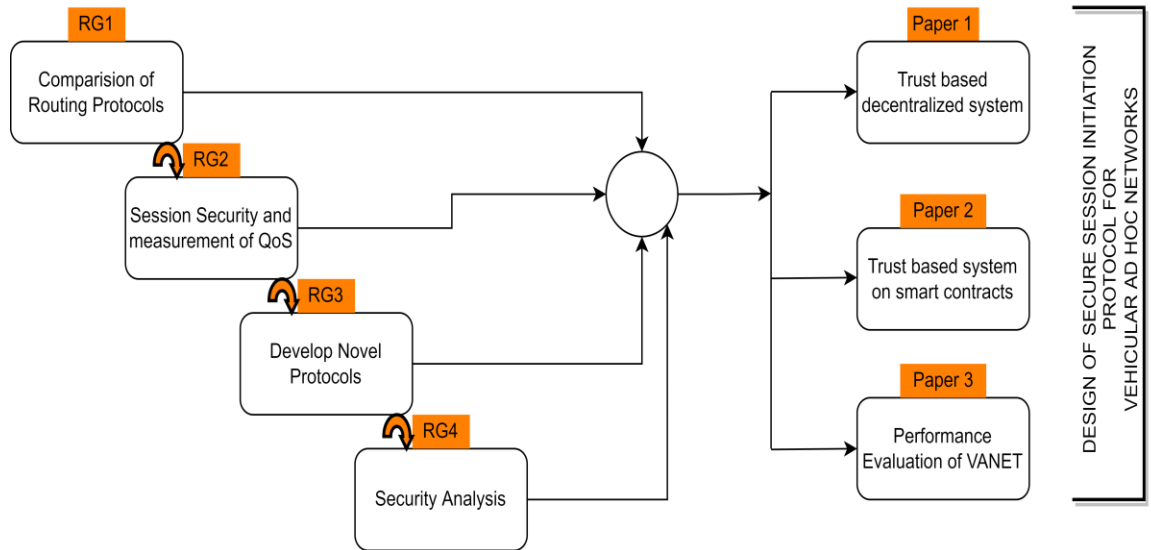 RG1
Comparision of
Routing Protocols
RG2
Session Security and
measurement of QoS
RG3
Develop Novel
Protocols
RG4
Security Analysis
Paper 1
Trust based
decentralized system
Paper 2
Trust based system
on smart contracts
Paper 3
Performance
Evaluation of VANET
DESIGN OF SECURE SESSION INITIATION
PROTOCOL FOR
VEHICULAR AD HOC NETWORKS